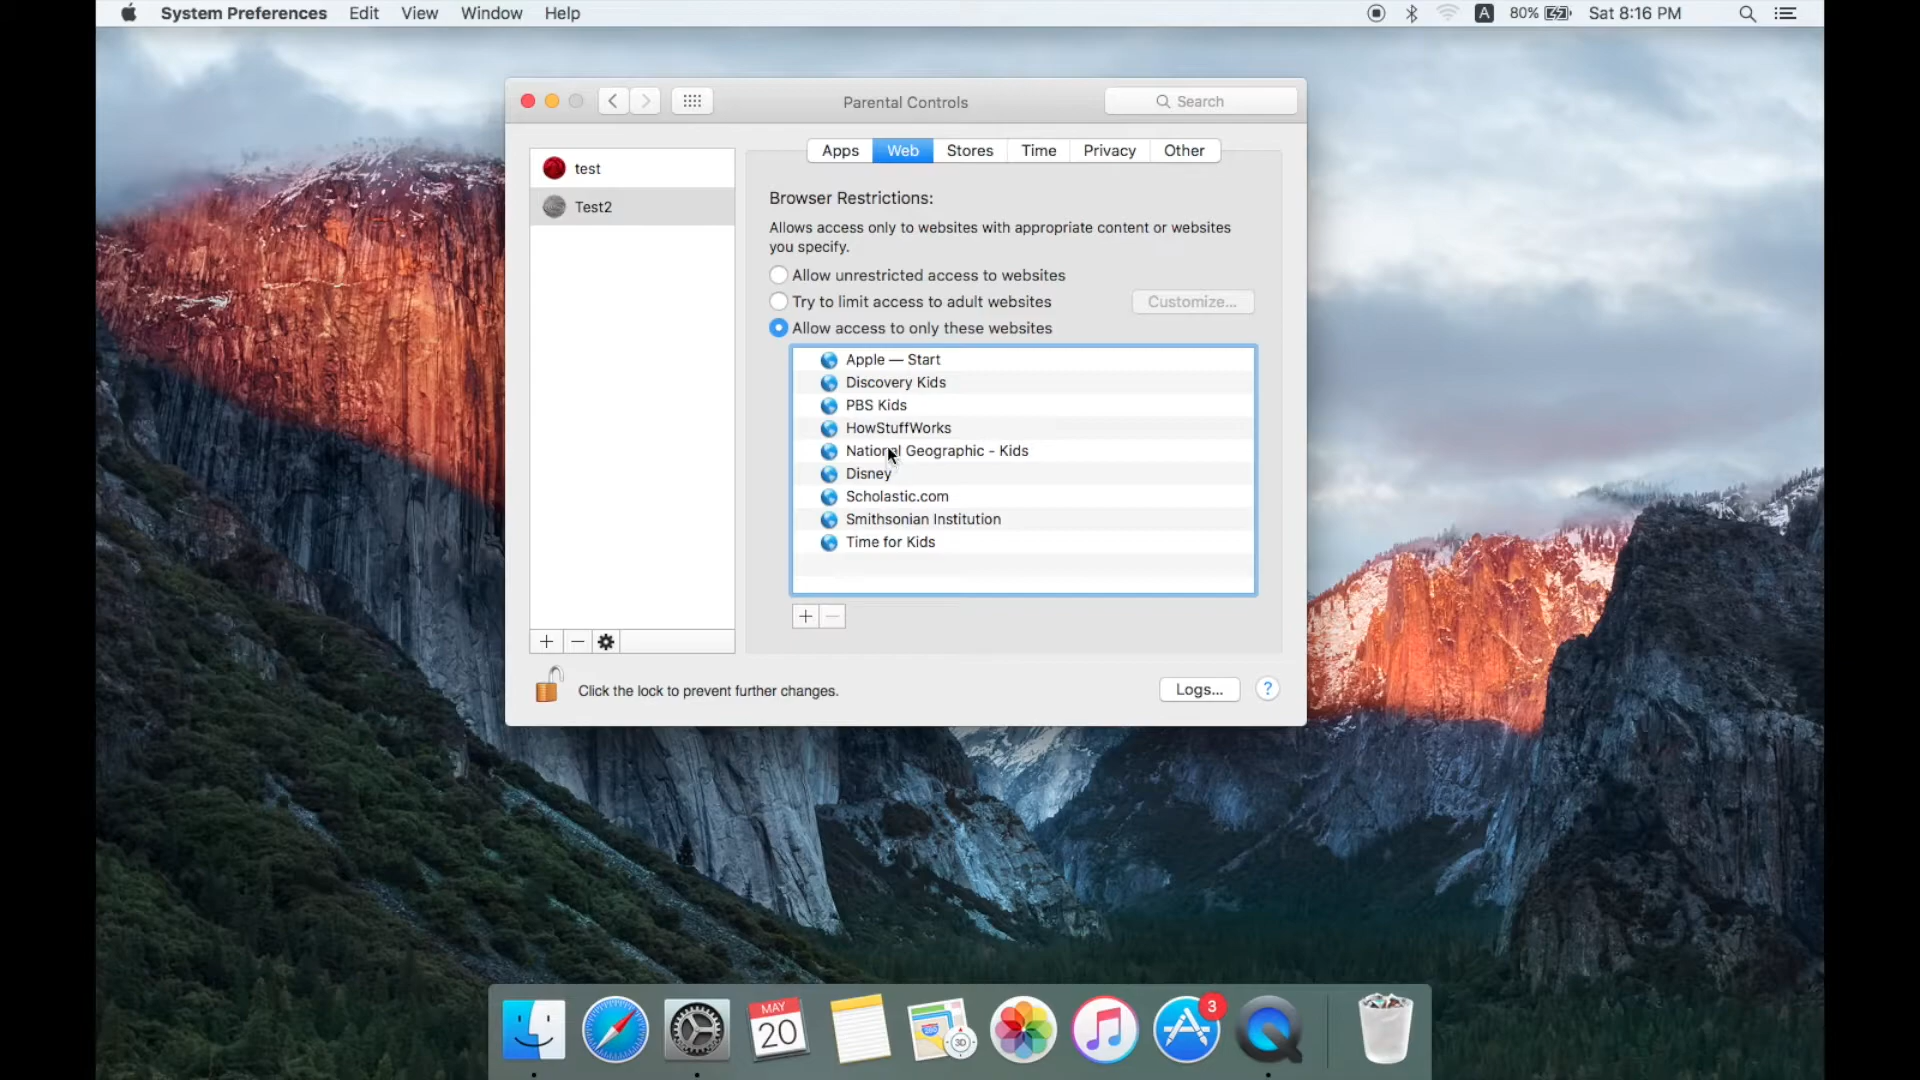 System Preferences Edit View Window Help A 80% Sat 8:16 PM
Parental Controls
Search
Apps Web Stores Time Privacy Other
test
Test2
Browser Restrictions:
Allows access only to websites with appropriate content or websites
you specify.
Allow unrestricted access to websites
Try to limit access to adult websites Customize...
Allow access to only these websites
Apple — Start
Discovery Kids
PBS Kids
HowStuffWorks
National Geographic - Kids
Disney
Scholastic.com
Smithsonian Institution
Time for Kids
Click the lock to prevent further changes.
Logs... ?
MAY
20
280
3D
3